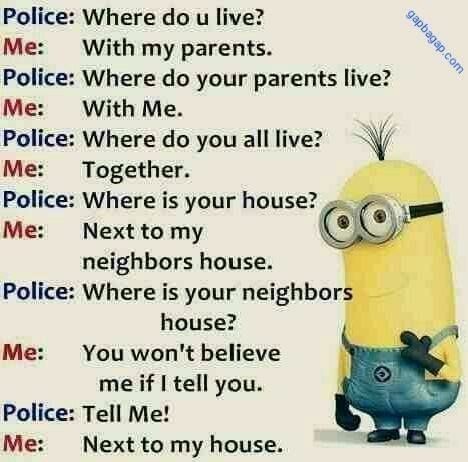 Police: Where do u live?
Me: With my parents.
Police: Where do your parents live?
Me: With Me.
Police: Where do you all live?
Me: Together.
Police: Where is your house?
Me: Next to my
neighbors house.
Police: Where is your neighbors
house?
Me: You won't believe
me if I tell you.
Police: Tell Me!
Me: Next to my house.
gapbagap.com